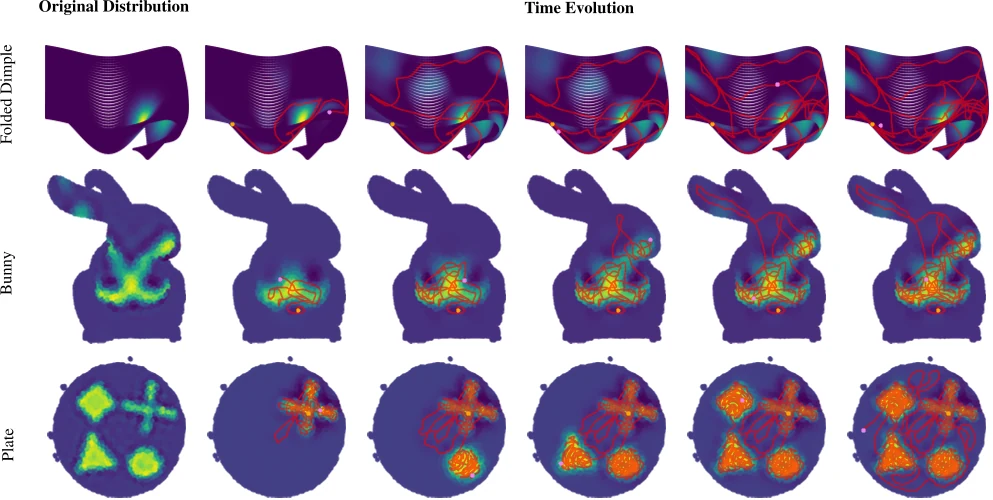 Original Distribution
Time Evolution
Folded Dimple
Bunny
Plate